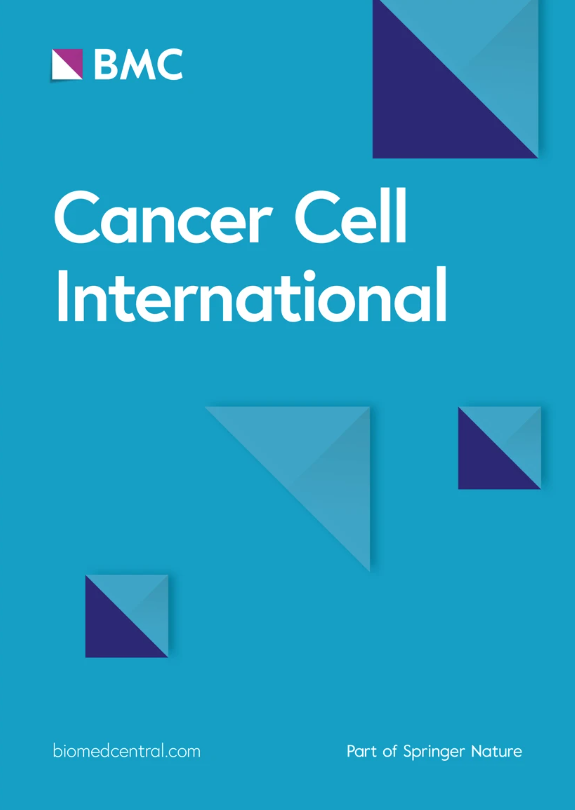 BMC
Cancer Cell
International
biomedcentral.com
Part of Springer Nature